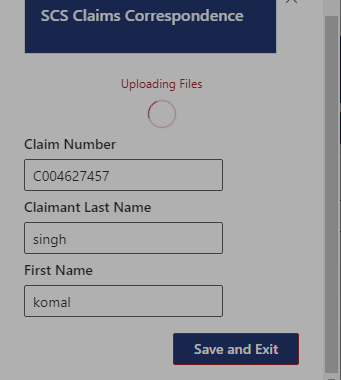 SCS Claims Correspondence
Uploading Files
Claim Number
C004627457
Claimant Last Name
singh
First Name
komal
Save and Exit